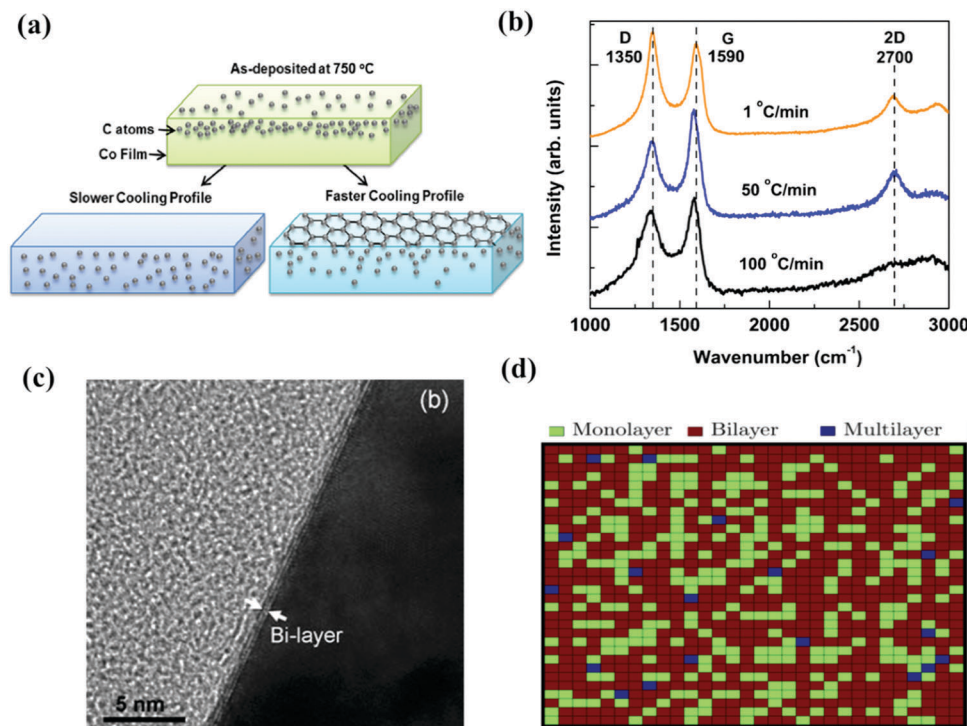 (a)
As-deposited at 750 °C
C atoms
Co Film
Slower Cooling Profile
Faster Cooling Profile
(b)
D
1350
G
1590
2D
2700
1 °C/min
50 °C/min
100 °C/min
Intensity (arb. units)
1000 1500 2000 2500 3000
Wavenumber (cm⁻¹)
(c)
(b)
Bi-layer
5 nm
(d)
Monolayer Bilayer Multilayer